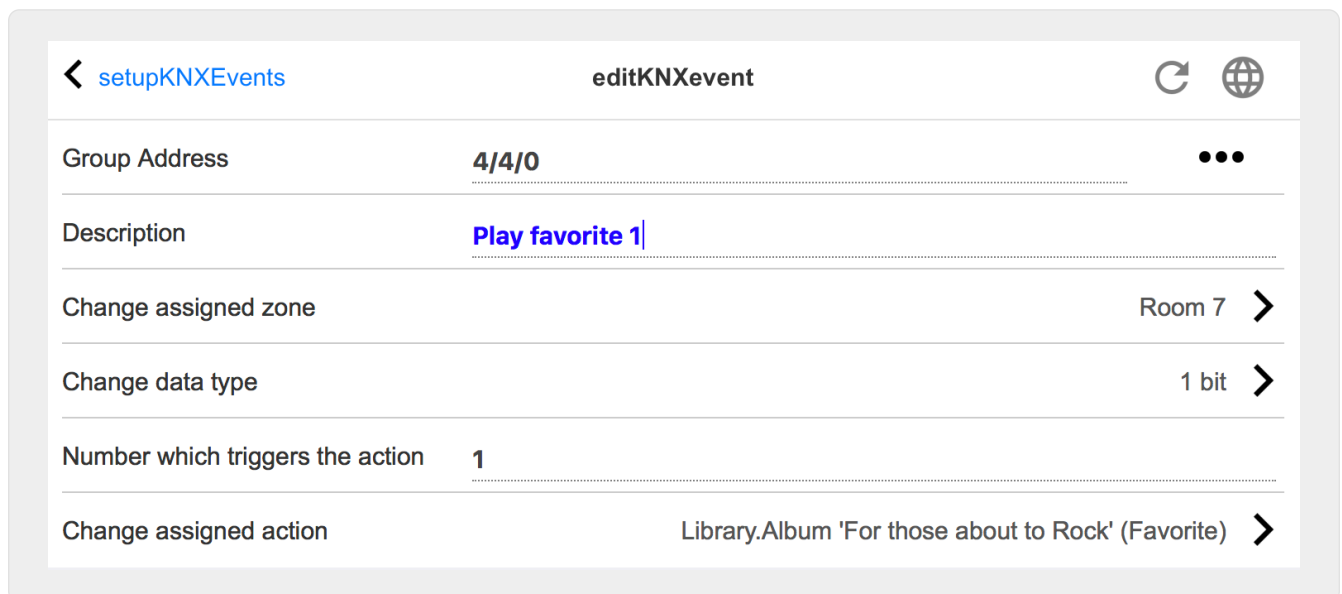 setupKNXEvents editKNXevent
Group Address 4/4/0 •••
Description Play favorite 1
Change assigned zone Room 7
Change data type 1 bit
Number which triggers the action 1
Change assigned action Library.Album 'For those about to Rock' (Favorite)